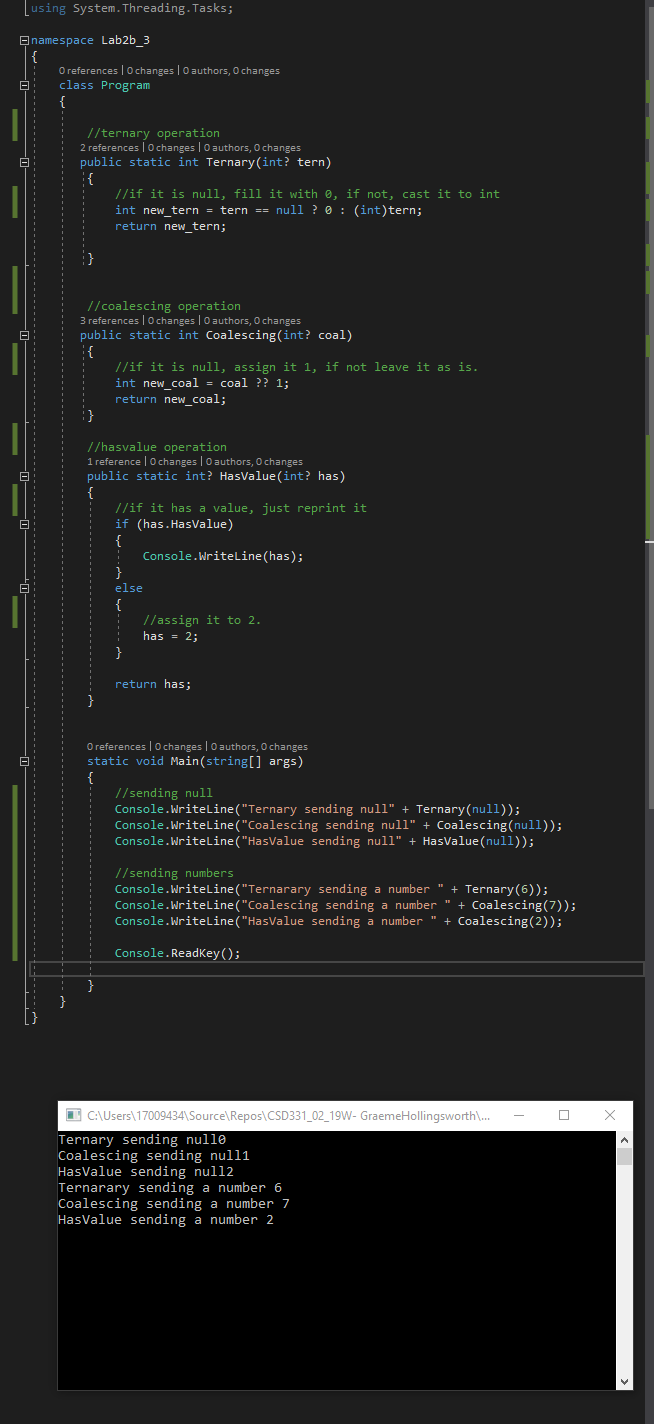 using System.Threading.Tasks;
namespace Lab2b_3
{
0 references | 0 changes | 0 authors, 0 changes
class Program
{
//ternary operation
2 references | 0 changes | 0 authors, 0 changes
public static int Ternary(int? tern)
{
//if it is null, fill it with 0, if not, cast it to int
int new_tern = tern == null ? 0 : (int)tern;
return new_tern;
}
//coalescing operation
3 references | 0 changes | 0 authors, 0 changes
public static int Coalescing(int? coal)
{
//if it is null, assign it 1, if not leave it as is.
int new_coal = coal ?? 1;
return new_coal;
}
//hasvalue operation
1 reference | 0 changes | 0 authors, 0 changes
public static int? HasValue(int? has)
{
//if it has a value, just reprint it
if (has.HasValue)
{
Console.WriteLine(has);
}
else
{
//assign it to 2.
has = 2;
}
return has;
}
0 references | 0 changes | 0 authors, 0 changes
static void Main(string[] args)
{
//sending null
Console.WriteLine("Ternary sending null" + Ternary(null));
Console.WriteLine("Coalescing sending null" + Coalescing(null));
Console.WriteLine("HasValue sending null" + HasValue(null));
//sending numbers
Console.WriteLine("Ternarary sending a number " + Ternary(6));
Console.WriteLine("Coalescing sending a number " + Coalescing(7));
Console.WriteLine("HasValue sending a number " + Coalescing(2));
Console.ReadKey();
}
}
}
C:\Users\17009434\Source\Repos\CSD331_02_19W- GraemeHollingsworth\...
Ternary sending null0
Coalescing sending null1
HasValue sending null2
Ternarary sending a number 6
Coalescing sending a number 7
HasValue sending a number 2